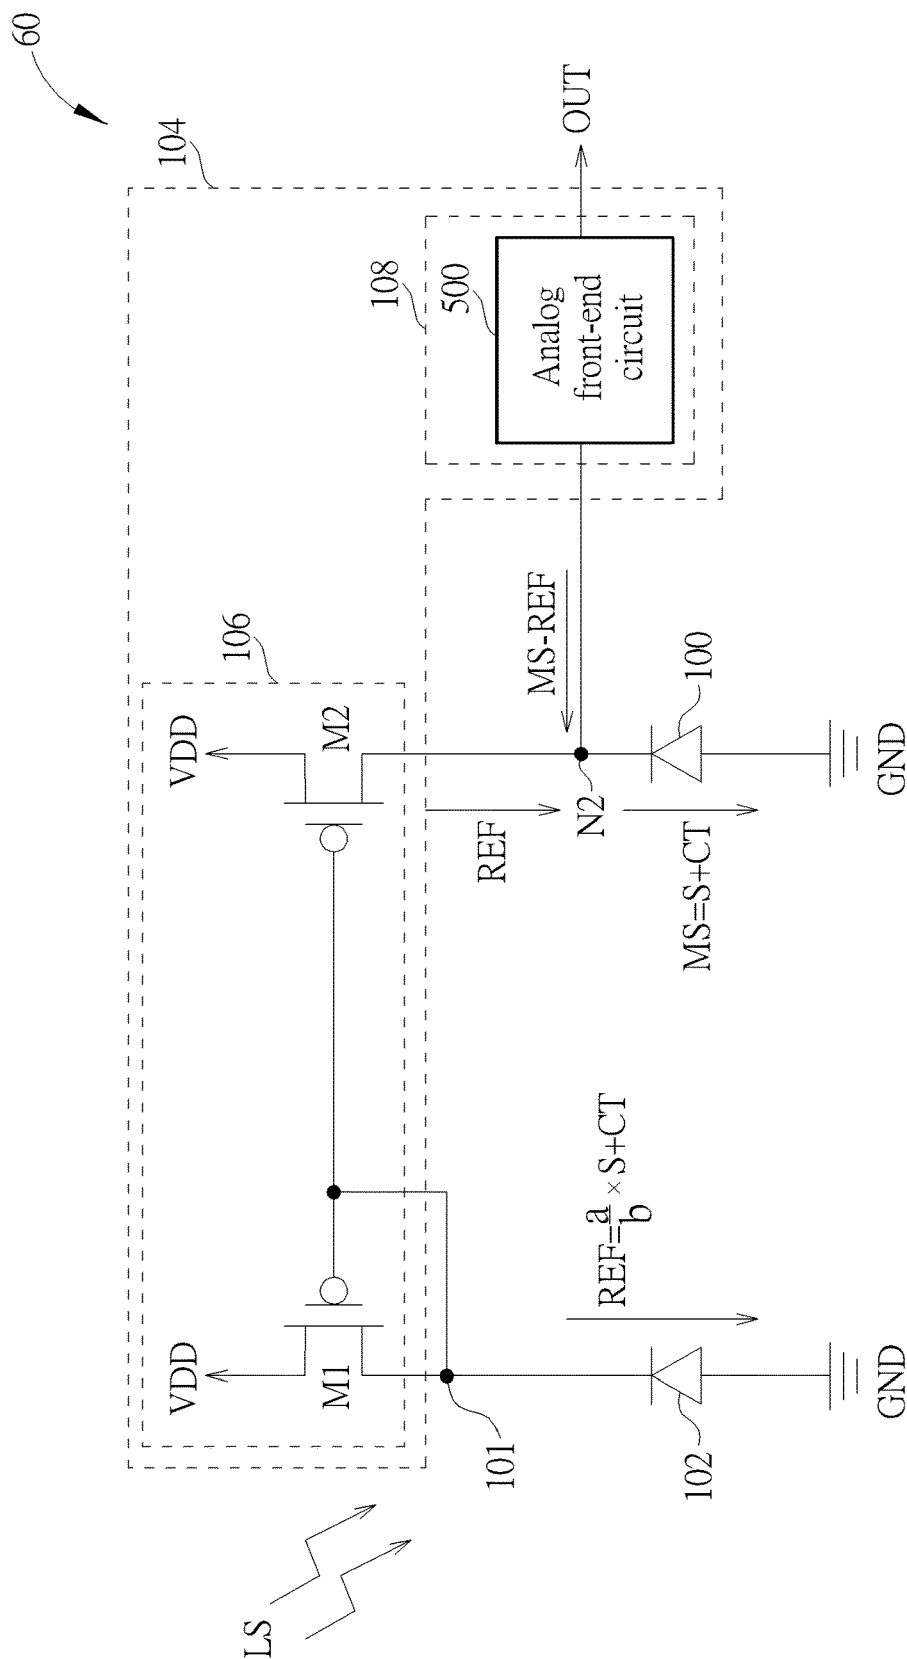 60
104
108
500
Analog
front-end
circuit
OUT
106
VDD
M1
VDD
M2
LS
101
102
REF=a/b × S+CT
GND
REF
N2
MS-REF
100
MS=S+CT
GND